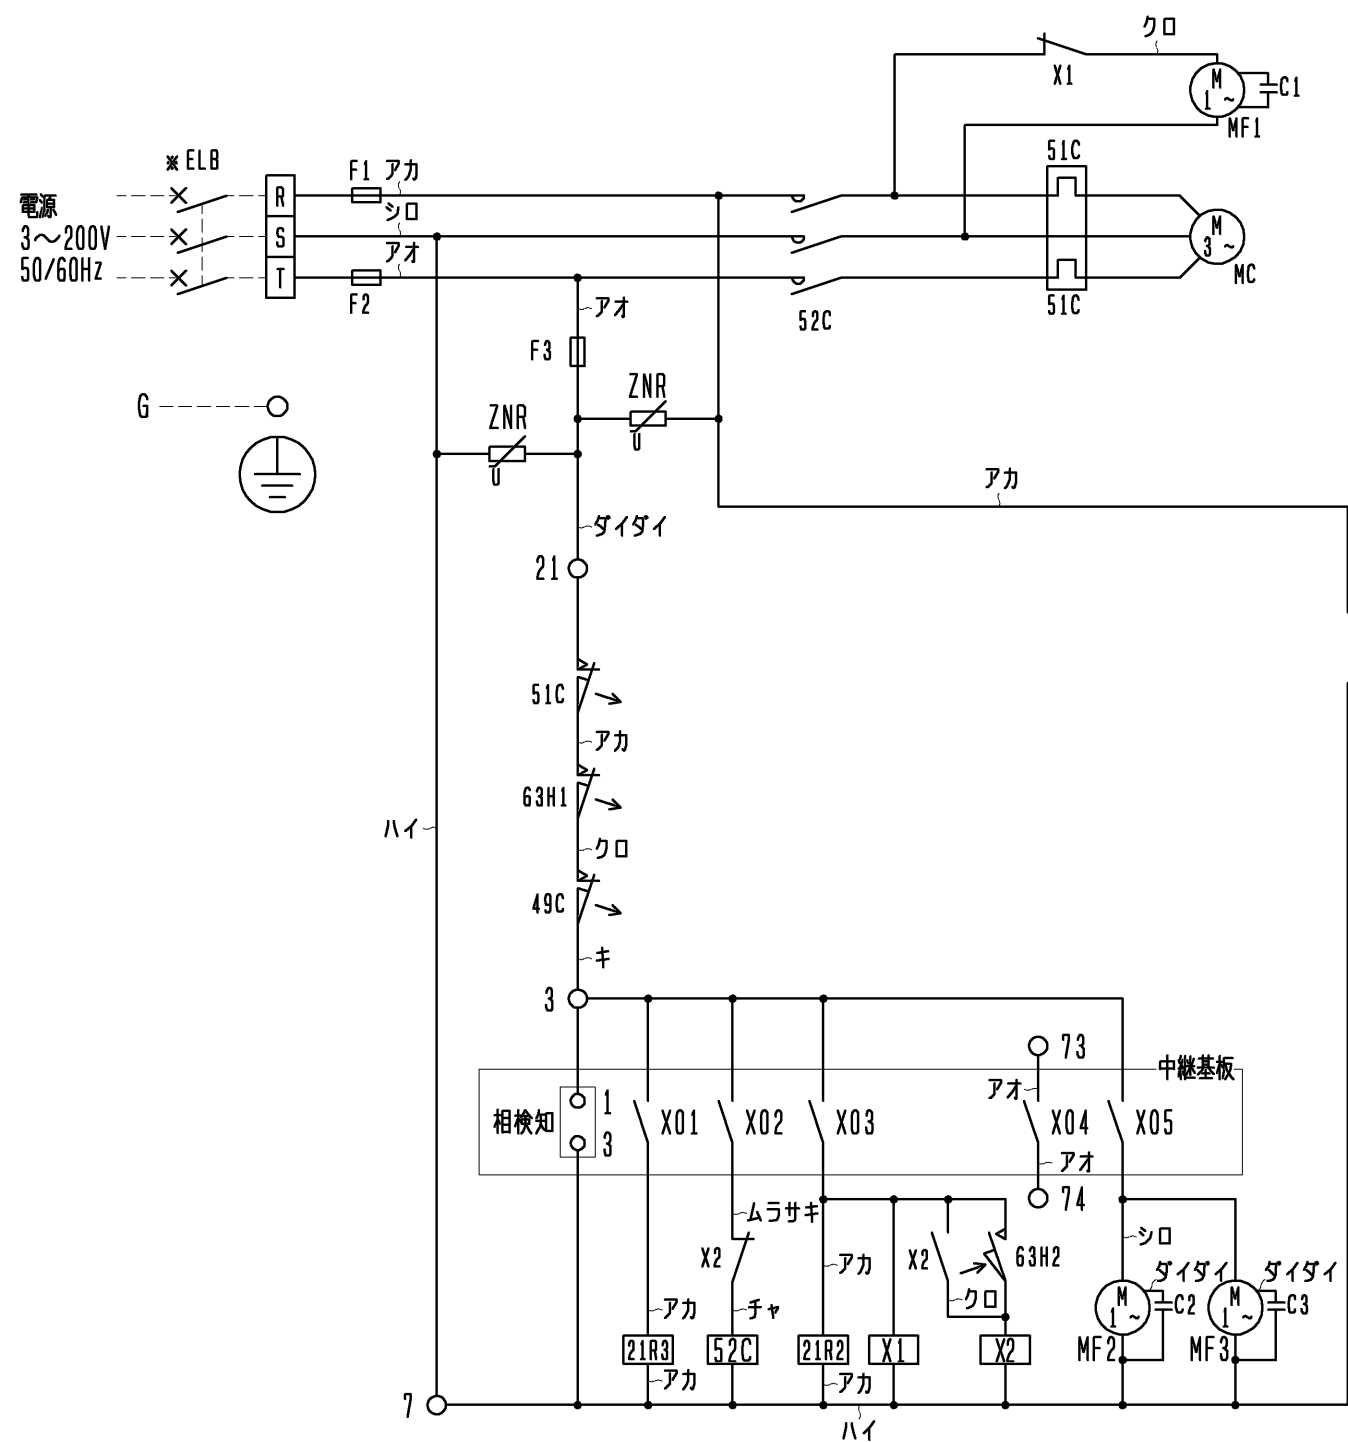 クロ
X1
M
1~
C1
MF1
※ELB
F1 アカ
51C
電源
3～200V
50/60Hz
R
S
T
シロ
アオ
F2
M
3~
MC
51C
52C
アオ
F3
ZNR
U
G
ZNR
U
アカ
ダイダイ
21
51C
アカ
63H1
ハイ
クロ
49C
キ
3
73
中継基板
アオ
相検知
1
3
X01
X02
X03
X04
X05
アオ
74
ムラサキ
シロ
X2
アカ
X2
63H2
クロ
ダイダイ
ダイダイ
アカ
チャ
M
1~
C2
M
1~
C3
21R3
52C
21R2
X1
X2
MF2
MF3
アカ
アカ
7
ハイ